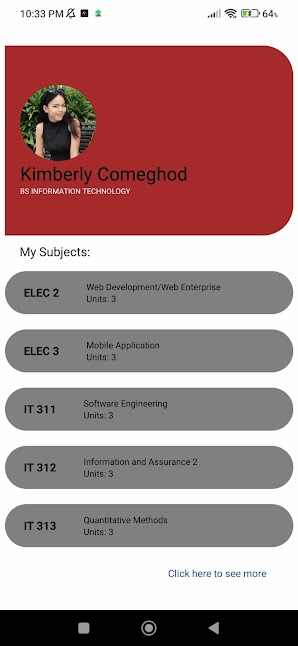 10:33 PM
64%
Kimberly Comeghod
BS INFORMATION TECHNOLOGY
My Subjects:
ELEC 2
Web Development/Web Enterprise
Units: 3
ELEC 3
Mobile Application
Units: 3
IT 311
Software Engineering
Units: 3
IT 312
Information and Assurance 2
Units: 3
IT 313
Quantitative Methods
Units: 3
Click here to see more